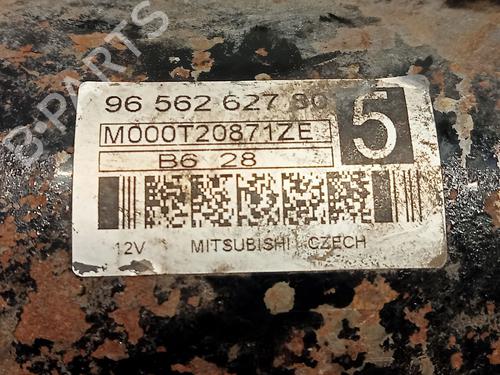 B-PARTS
96 562 627 80
5
M000T20871ZE
B6 28
12V MITSUBISHI CZECH